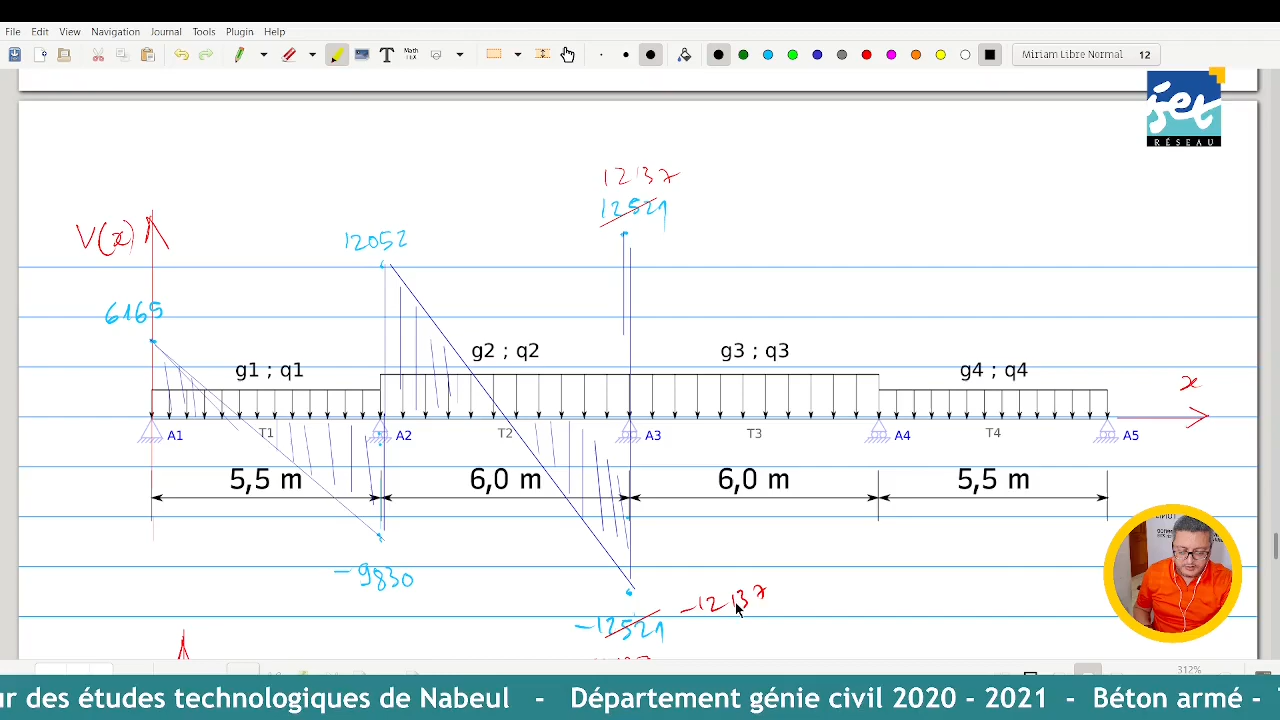 File Edit View Navigation Journal Tools Plugin Help
Math TEX
Miriam Libre Normal 12
iset
RÉSEAU
12137
12521
V(x)
12052
6165
g2 ; q2
g3 ; q3
g1 ; q1
g4 ; q4
x
A1 T1 A2 T2 A3 T3 A4 T4 A5
5,5 m 6,0 m 6,0 m 5,5 m
-9830
-12137
-12521
312%
ur des études technologiques de Nabeul - Département génie civil 2020 - 2021 - Béton armé -